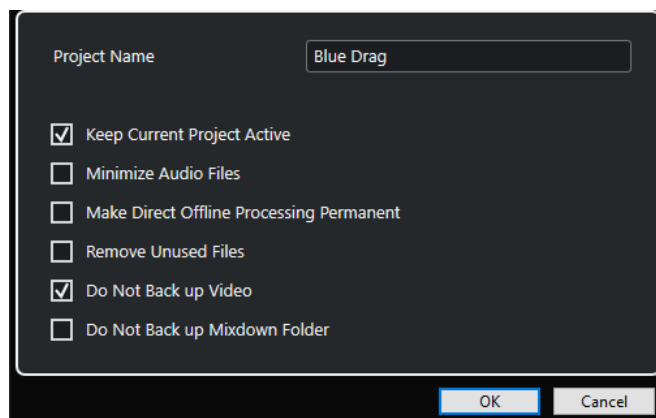 Project Name Blue Drag
Keep Current Project Active
Minimize Audio Files
Make Direct Offline Processing Permanent
Remove Unused Files
Do Not Back up Video
Do Not Back up Mixdown Folder
OK Cancel